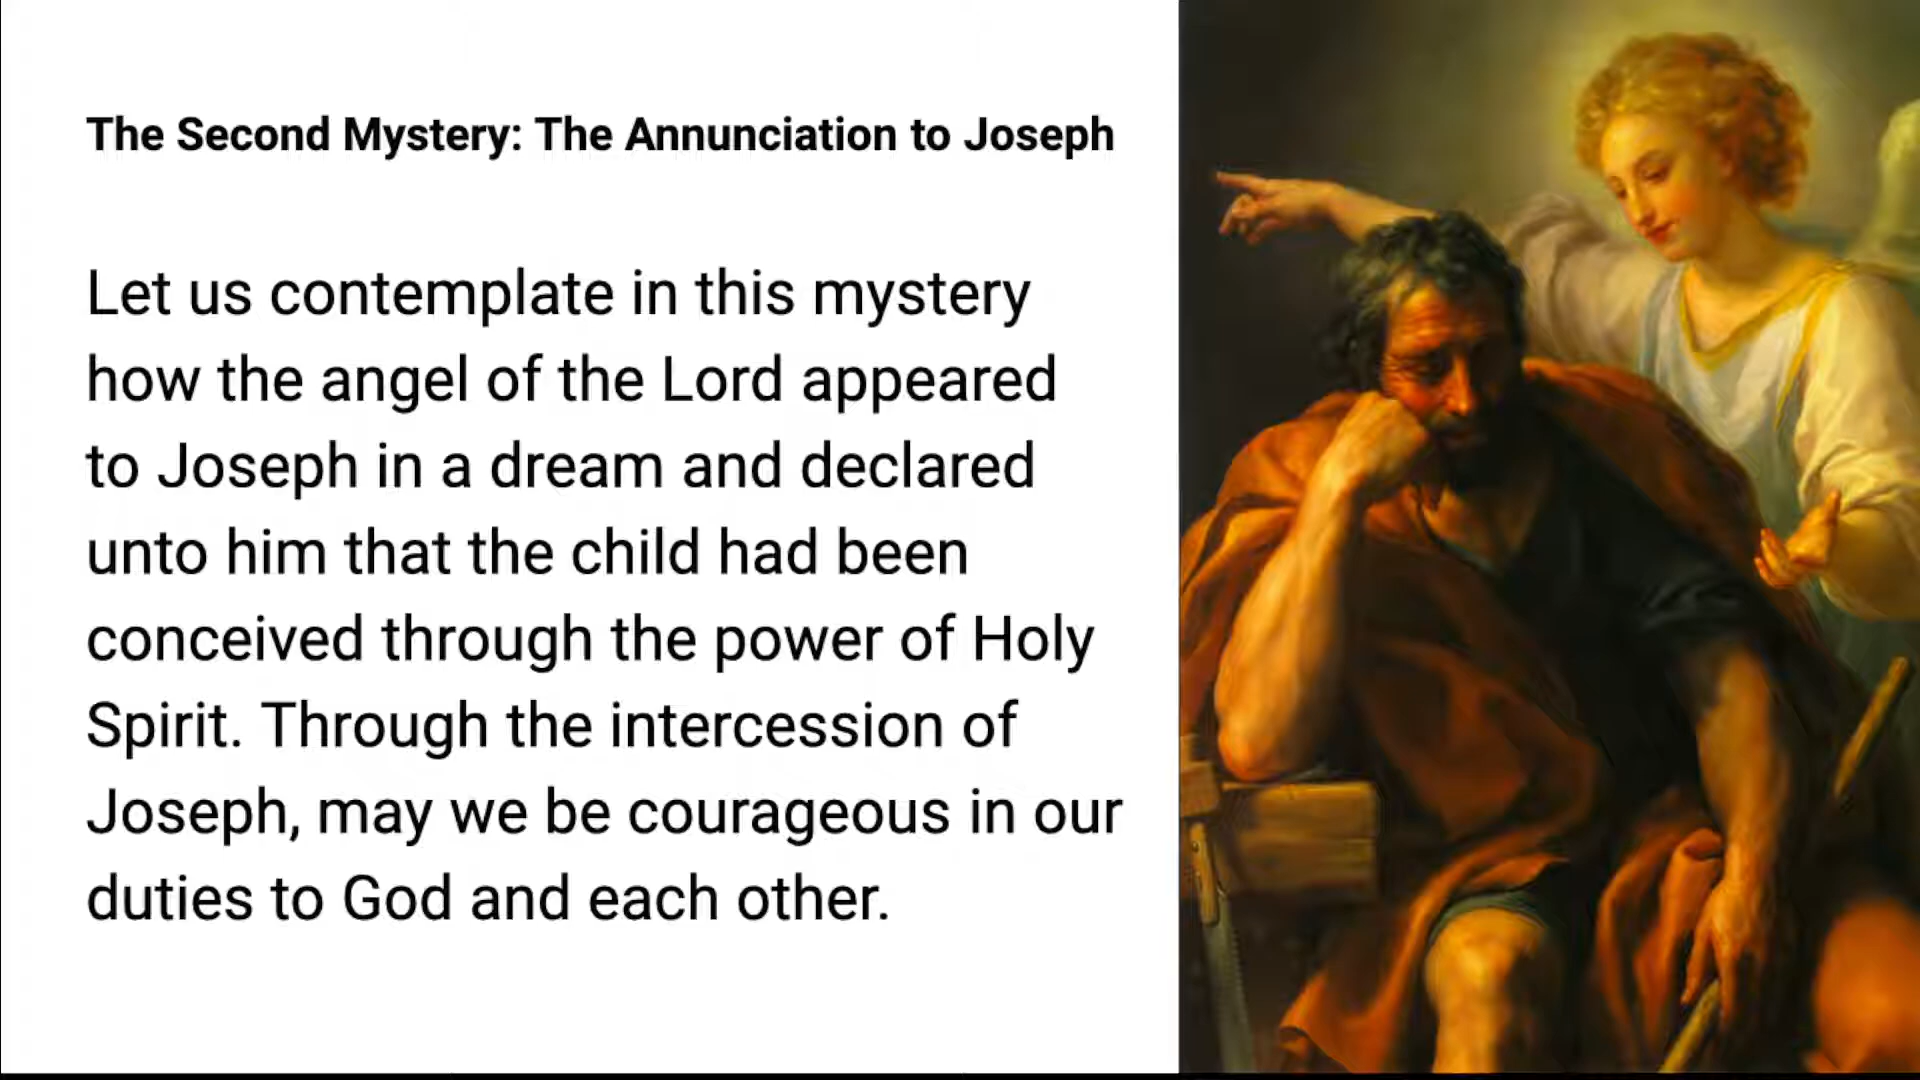 The Second Mystery: The Annunciation to Joseph
Let us contemplate in this mystery
how the angel of the Lord appeared
to Joseph in a dream and declared
unto him that the child had been
conceived through the power of Holy
Spirit. Through the intercession of
Joseph, may we be courageous in our
duties to God and each other.